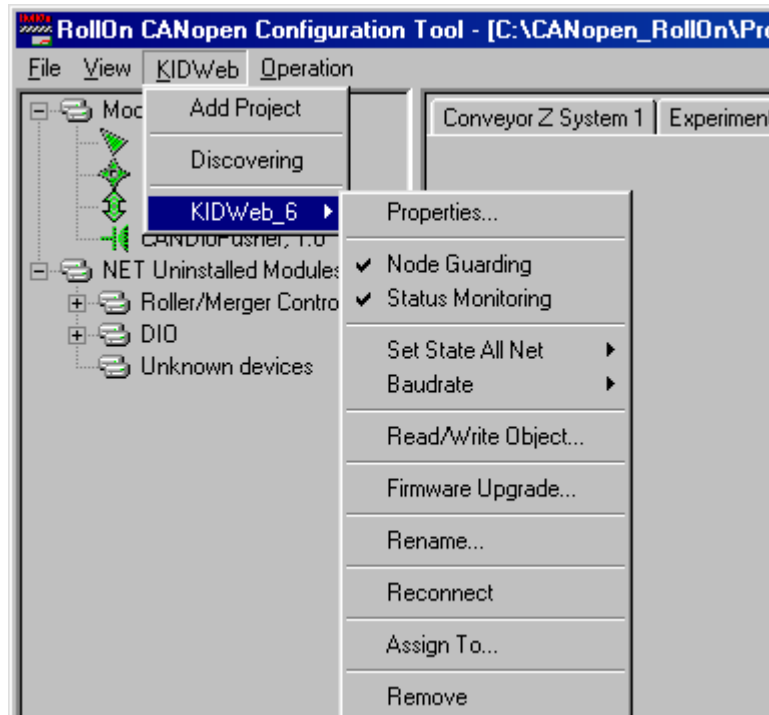 RollOn CANopen Configuration Tool - [C:\CANopen_RollOn\Pro
File View KIDWeb Operation
Add Project
Discovering
KIDWeb_6
Properties...
Node Guarding
Status Monitoring
Set State All Net
Baudrate
Read/Write Object...
Firmware Upgrade...
Rename...
Reconnect
Assign To...
Remove
Mod
CANDioPusher, 1.0
NET Uninstalled Modules
Roller/Merger Contro
DIO
Unknown devices
Conveyor Z System 1
Experimen